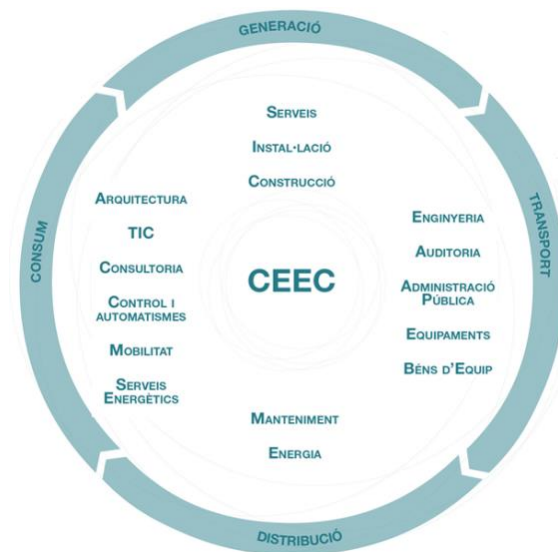 GENERACIÓ
SERVEIS
INSTAL·LACIÓ
CONSTRUCCIÓ
ARQUITECTURA
TIC
CONSULTORIA
CONTROL I
AUTOMATISMES
MOBILITAT
SERVEIS
ENERGÈTICS
CEEC
ENGINYERIA
AUDITORIA
ADMINISTRACIÓ
PÚBLICA
EQUIPAMENTS
BÉNS D'EQUIP
MANTENIMENT
ENERGIA
CONSUM
TRANSPORT
DISTRIBUCIÓ